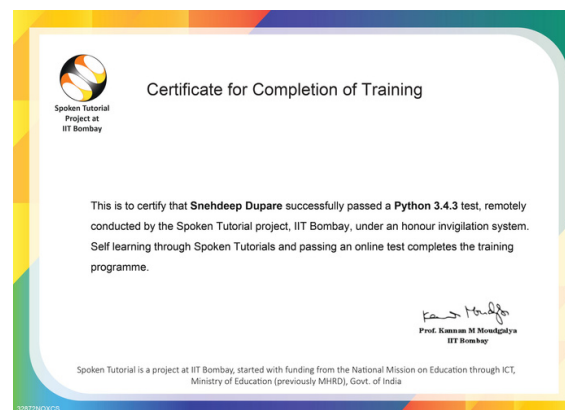 Spoken Tutorial
Project at
IIT Bombay
Certificate for Completion of Training
This is to certify that Snehdeep Dupare successfully passed a Python 3.4.3 test, remotely
conducted by the Spoken Tutorial project, IIT Bombay, under an honour invigilation system.
Self learning through Spoken Tutorials and passing an online test completes the training
programme.
Prof. Kannan M Moudgalya
IIT Bombay
Spoken Tutorial is a project at IIT Bombay, started with funding from the National Mission on Education through ICT,
Ministry of Education (previously MHRD), Govt. of India